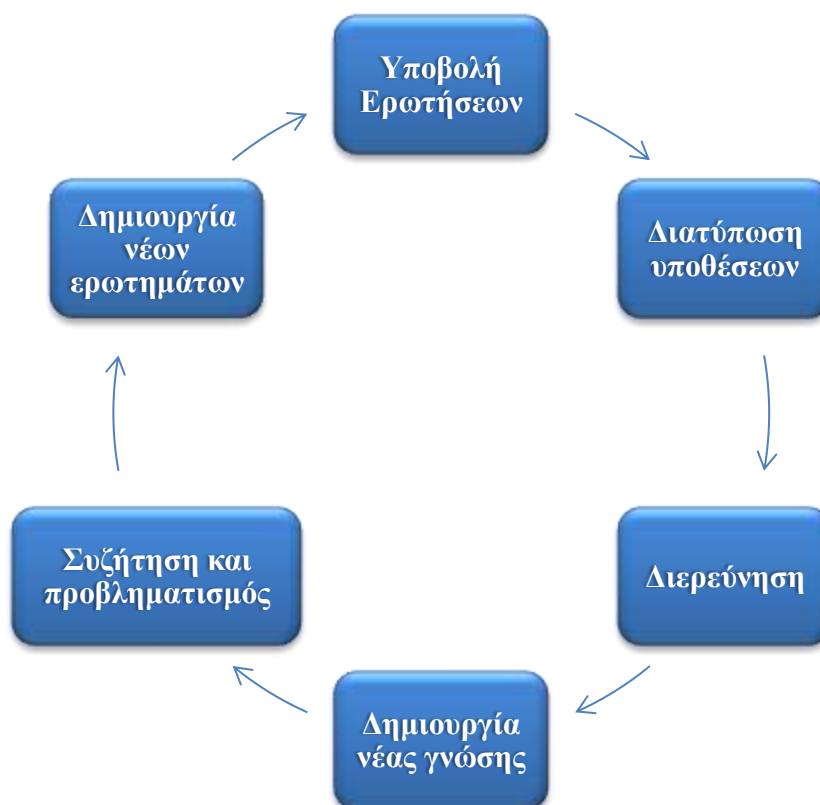 Υποβολή
Ερωτήσεων
Διατύπωση
υποθέσεων
Διερεύνηση
Δημιουργία
νέας γνώσης
Συζήτηση και
προβληματισμός
Δημιουργία
νέων
ερωτημάτων